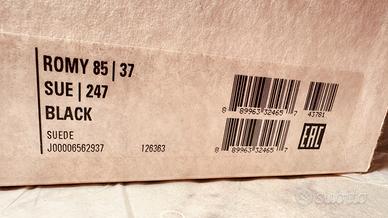 ROMY 85 | 37
SUE | 247
BLACK
SUEDE
J00006562937 126363
8 89963 32465 7
43781
8 89963 32465 7
EAC
subito